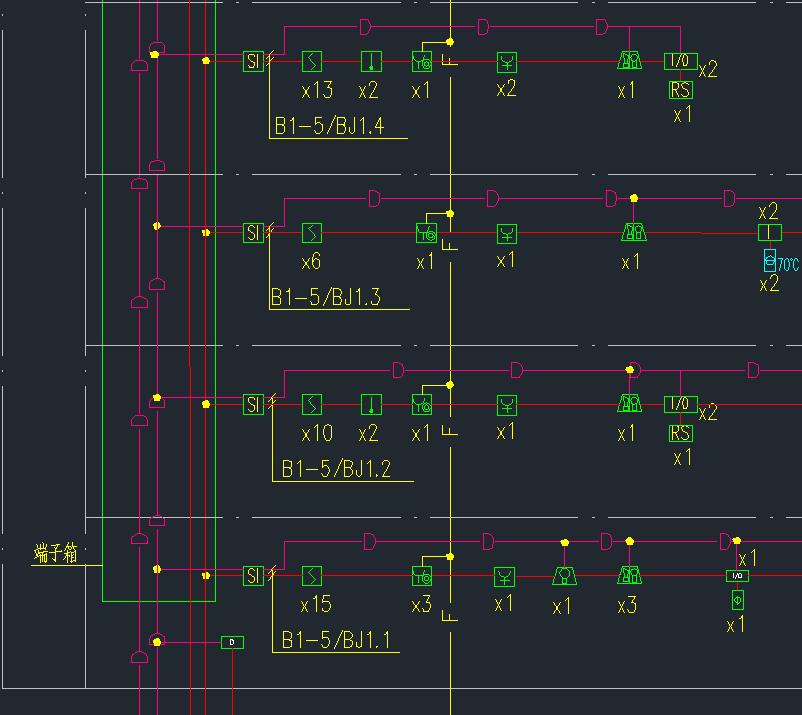 D D D
SI I/O x2
x13 x2 x1 F x2 x1 RS
x1
B1-5/BJ1.4
D D D D
x2
SI
x6 x1 F x1 x1 70℃
x2
B1-5/BJ1.3
D D D D
SI I/O x2
x10 x2 x1 F x1 x1 RS
x1
B1-5/BJ1.2
D D D D
端子箱 x1
SI I/O
x15 x3 F x1 x1 x3 x1
B1-5/BJ1.1
D